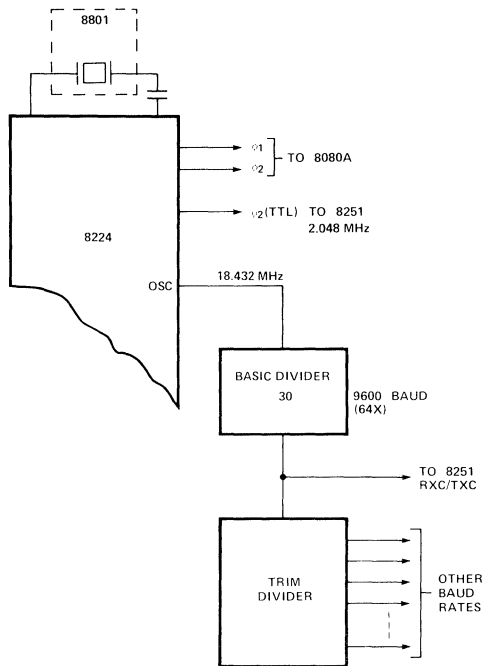 8801
φ1
φ2
TO 8080A
φ2 (TTL) TO 8251
2.048 MHz
8224
OSC
18.432 MHz
BASIC DIVIDER
30
9600 BAUD
(64X)
TO 8251
RXC/TXC
TRIM
DIVIDER
OTHER
BAUD
RATES